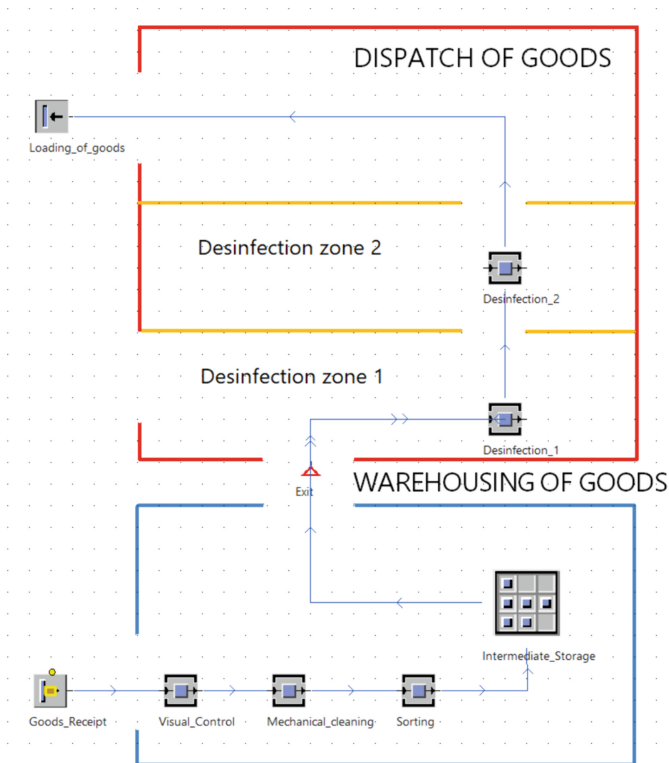 DISPATCH OF GOODS
Loading_of_goods
Desinfection zone 2
Desinfection_2
Desinfection zone 1
Desinfection_1
Exit
WAREHOUSING OF GOODS
Intermediate_Storage
Goods_Receipt
Visual_Control
Mechanical_cleaning
Sorting